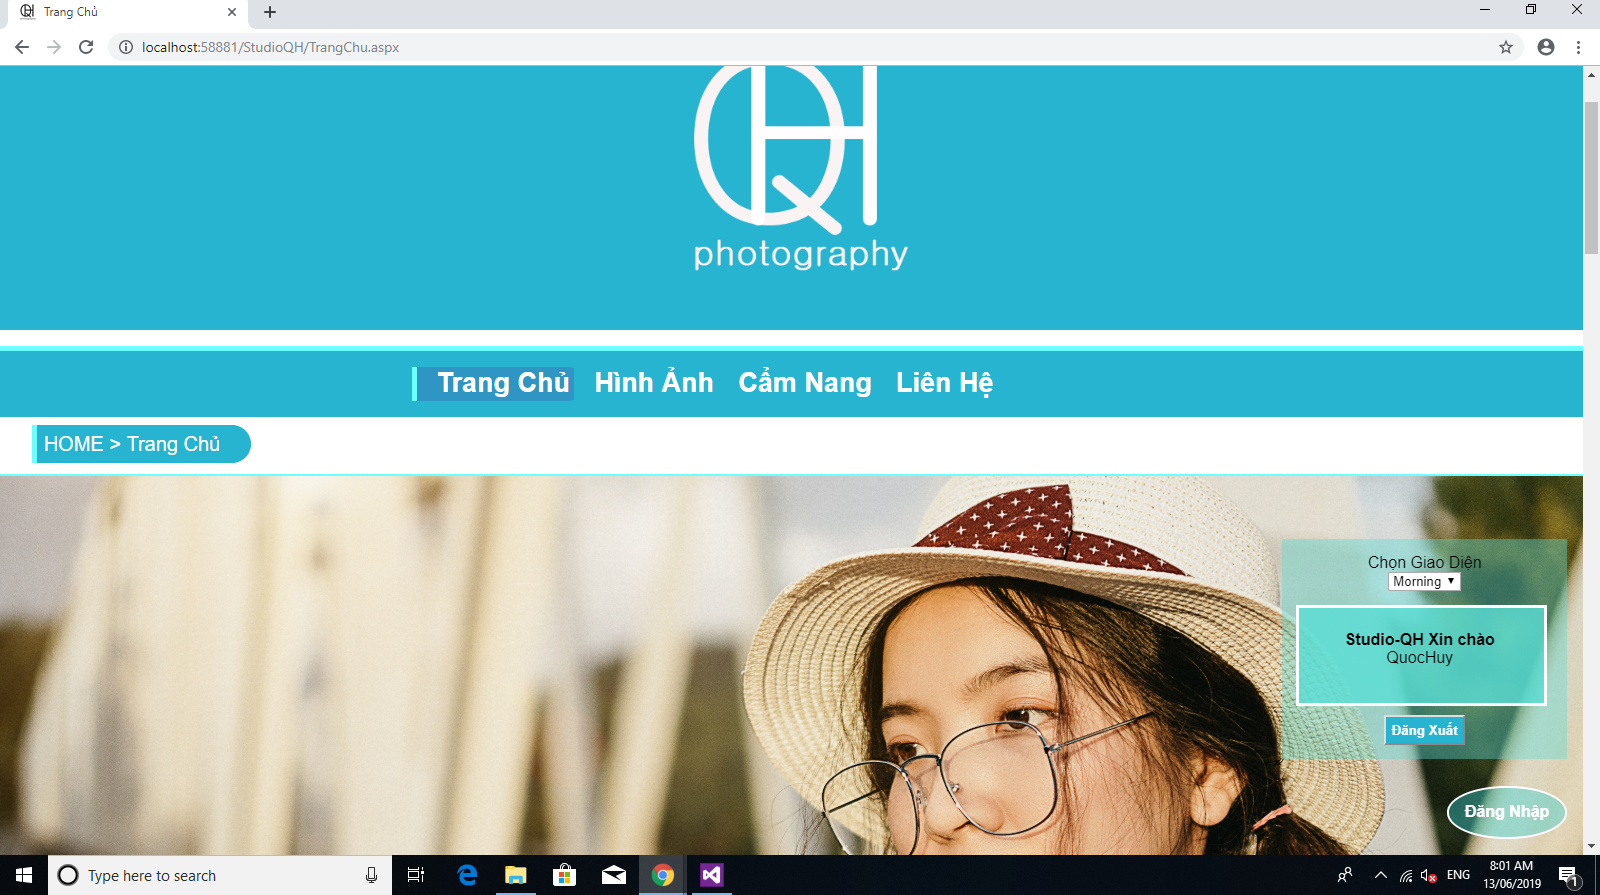 Trang Chủ
localhost:58881/StudioQH/TrangChu.aspx
QH
photography
Trang Chủ Hình Ảnh Cẩm Nang Liên Hệ
HOME > Trang Chủ
Chọn Giao Diện
Morning
Studio-QH Xin chào
QuocHuy
Đăng Xuất
Đăng Nhập
Type here to search
ENG
8:01 AM
13/06/2019
1